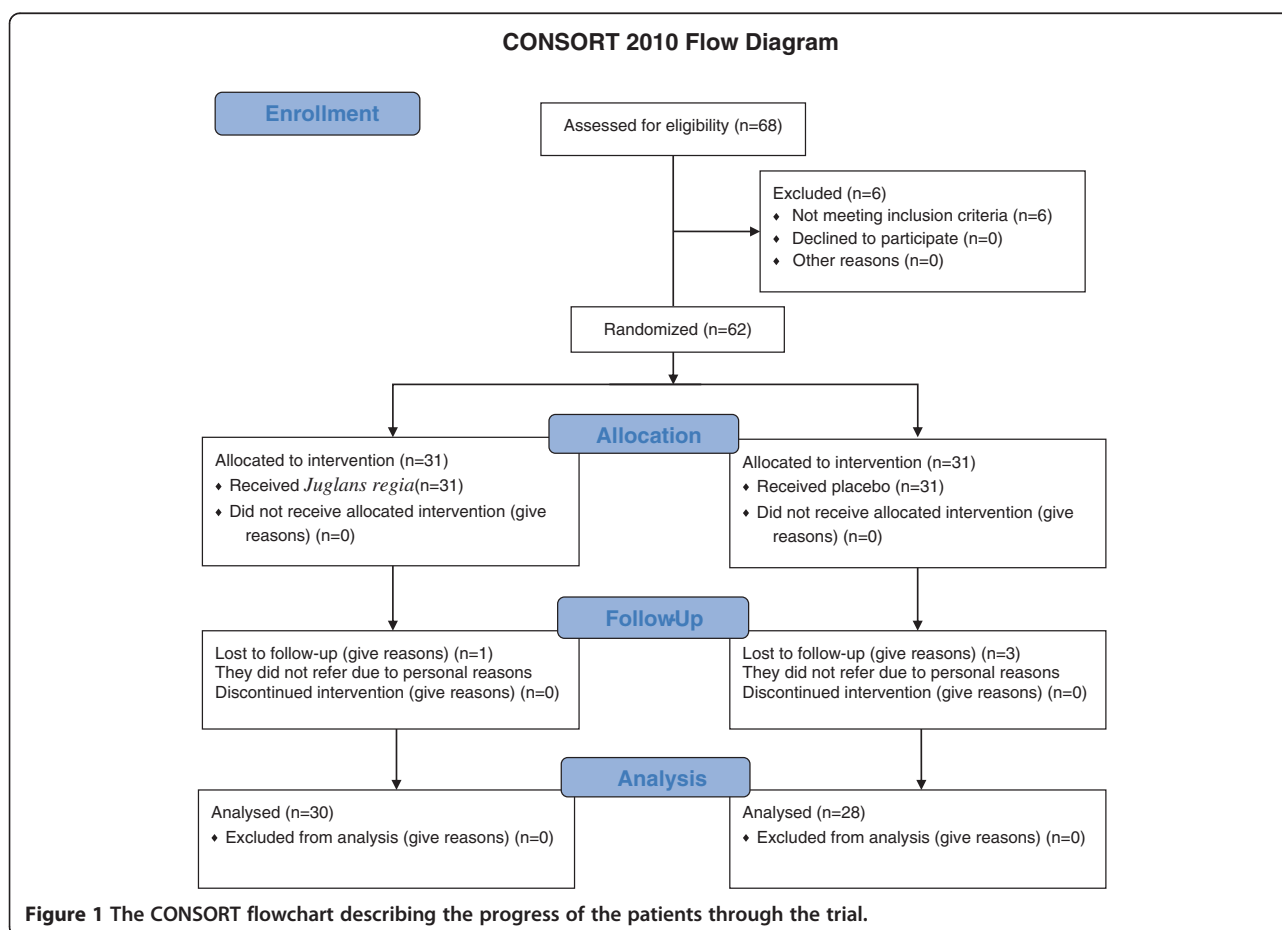 CONSORT 2010 Flow Diagram
Enrollment
Assessed for eligibility (n=68)
Excluded (n=6)
♦ Not meeting inclusion criteria (n=6)
♦ Declined to participate (n=0)
♦ Other reasons (n=0)
Randomized (n=62)
Allocation
Allocated to intervention (n=31)
♦ Received Juglans regia(n=31)
♦ Did not receive allocated intervention (give
reasons) (n=0)
Allocated to intervention (n=31)
♦ Received placebo (n=31)
♦ Did not receive allocated intervention (give
reasons) (n=0)
Follow-Up
Lost to follow-up (give reasons) (n=1)
They did not refer due to personal reasons
Discontinued intervention (give reasons) (n=0)
Lost to follow-up (give reasons) (n=3)
They did not refer due to personal reasons
Discontinued intervention (give reasons) (n=0)
Analysis
Analysed (n=30)
♦ Excluded from analysis (give reasons) (n=0)
Analysed (n=28)
♦ Excluded from analysis (give reasons) (n=0)
Figure 1 The CONSORT flowchart describing the progress of the patients through the trial.